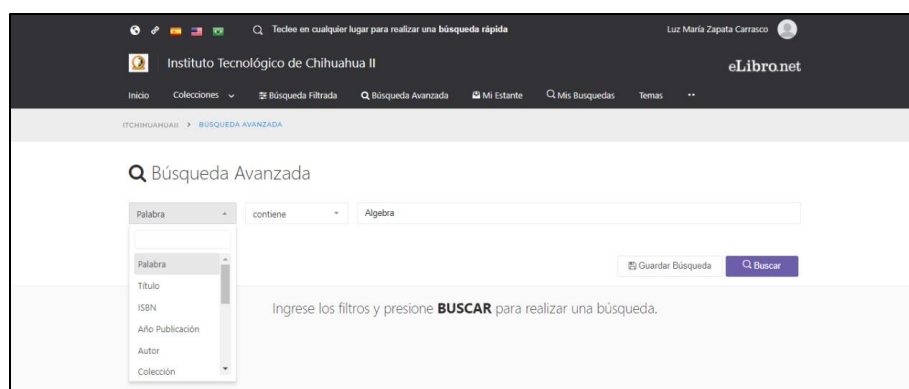 Teclee en cualquier lugar para realizar una búsqueda rápida
Luz María Zapata Carrasco
Instituto Tecnológico de Chihuahua II
eLibro.net
Inicio Colecciones Búsqueda Filtrada Búsqueda Avanzada Mi Estante Mis Busquedas Temas ••
ITCHIHUAHUAII > BÚSQUEDA AVANZADA
Búsqueda Avanzada
Palabra contiene Algebra
Palabra
Título
ISBN
Año Publicación
Autor
Colección
Guardar Búsqueda Buscar
Ingrese los filtros y presione BUSCAR para realizar una búsqueda.